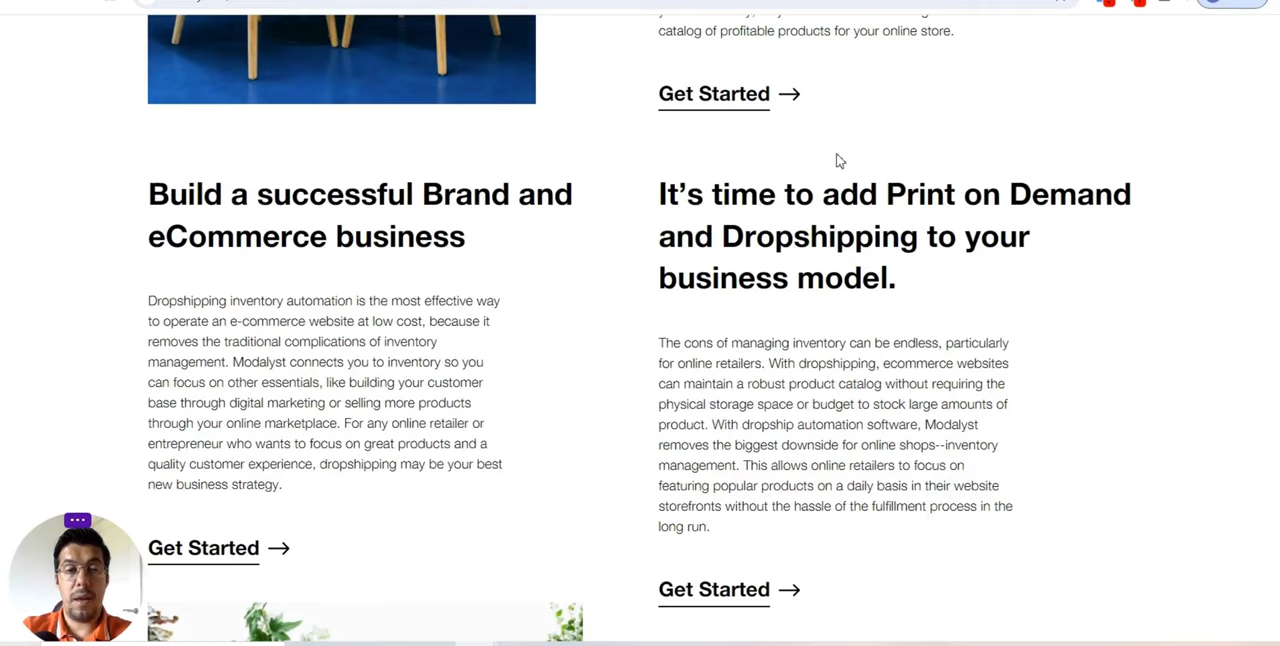 catalog of profitable products for your online store.
Get Started
Build a successful Brand and
eCommerce business
Dropshipping inventory automation is the most effective way
to operate an e-commerce website at low cost, because it
removes the traditional complications of inventory
management. Modalyst connects you to inventory so you
can focus on other essentials, like building your customer
base through digital marketing or selling more products
through your online marketplace. For any online retailer or
entrepreneur who wants to focus on great products and a
quality customer experience, dropshipping may be your best
new business strategy.
Get Started
It's time to add Print on Demand
and Dropshipping to your
business model.
The cons of managing inventory can be endless, particularly
for online retailers. With dropshipping, ecommerce websites
can maintain a robust product catalog without requiring the
physical storage space or budget to stock large amounts of
product. With dropship automation software, Modalyst
removes the biggest downside for online shops--inventory
management. This allows online retailers to focus on
featuring popular products on a daily basis in their website
storefronts without the hassle of the fulfillment process in the
long run.
Get Started